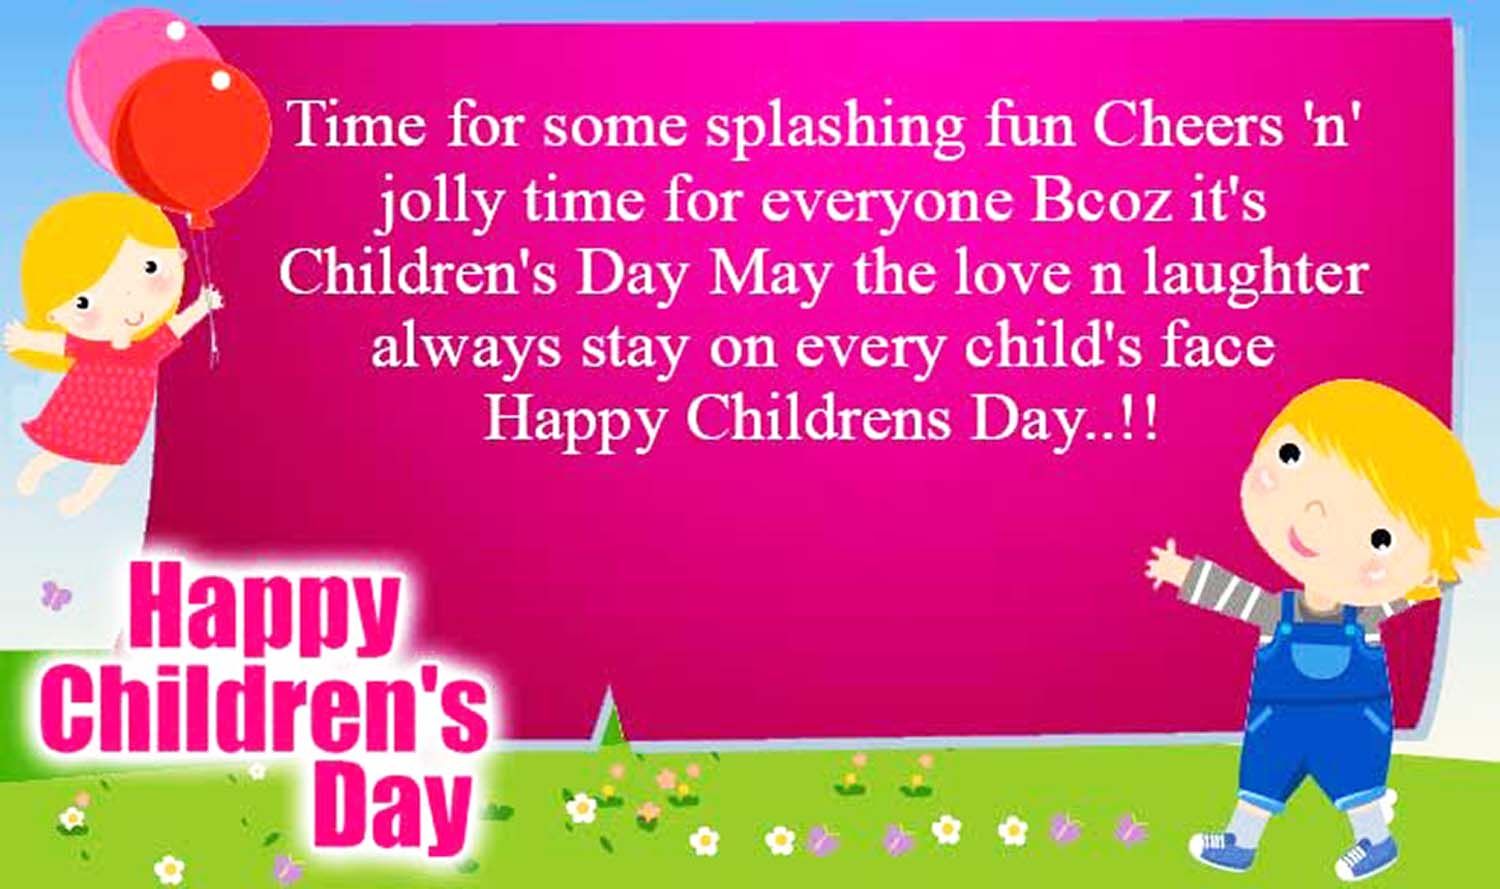 Time for some splashing fun Cheers 'n'
jolly time for everyone Bcoz it's
Children's Day May the love n laughter
always stay on every child's face
Happy Childrens Day..!!
Happy
Children's
Day